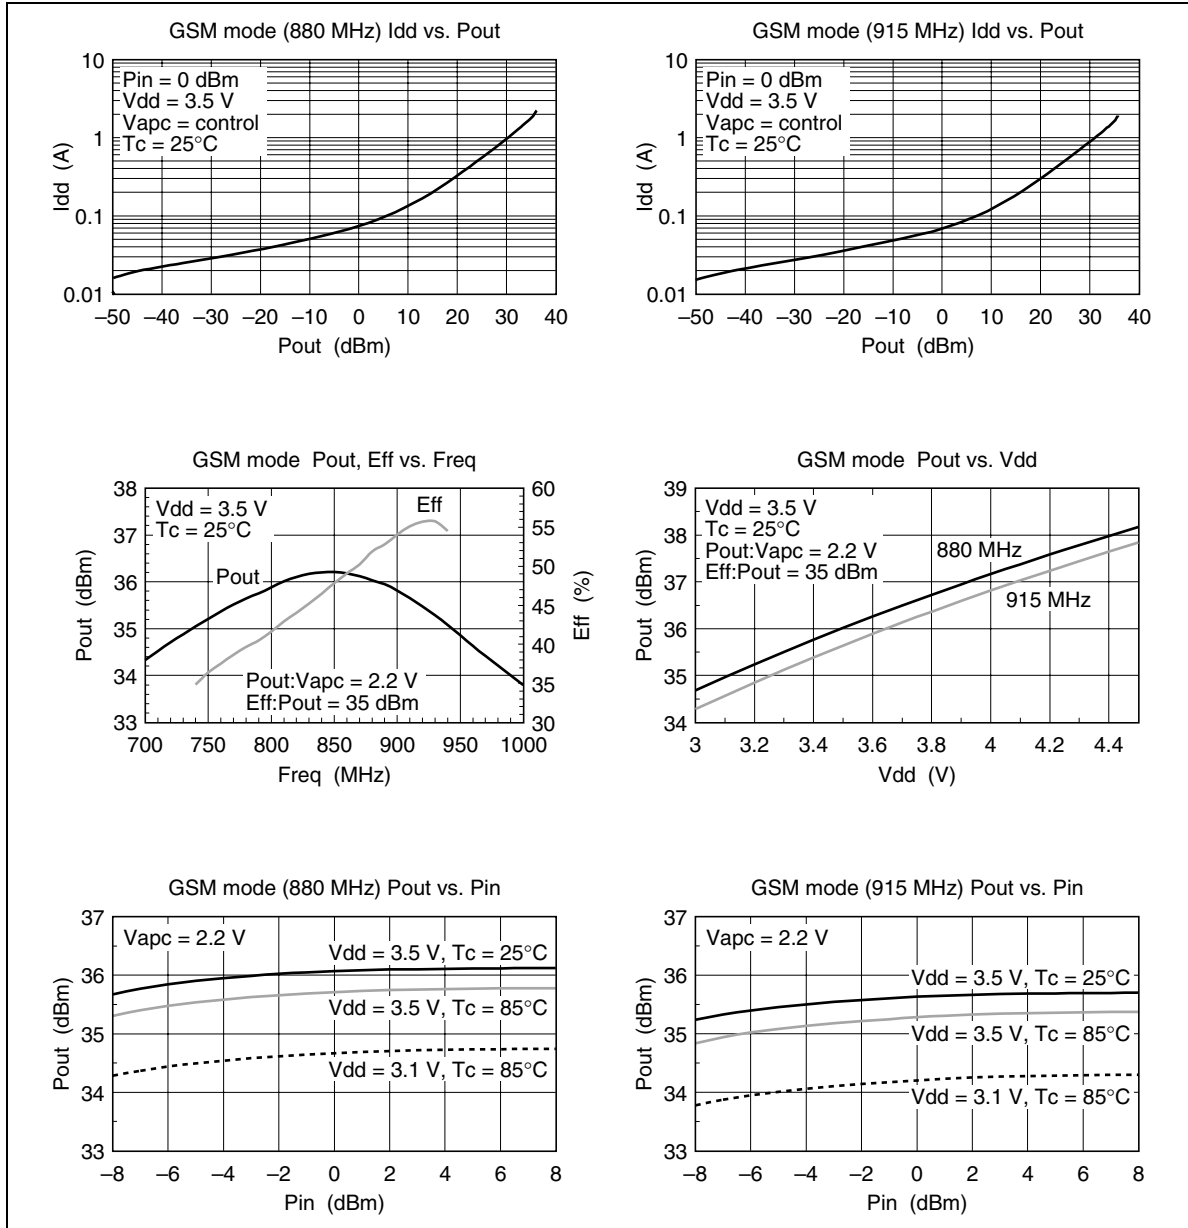 GSM mode (880 MHz) Idd vs. Pout
Pin = 0 dBm
Vdd = 3.5 V
Vapc = control
Tc = 25°C
Idd (A)
10
1
0.1
0.01
–50 –40 –30 –20 –10 0 10 20 30 40
Pout (dBm)
GSM mode (915 MHz) Idd vs. Pout
Pin = 0 dBm
Vdd = 3.5 V
Vapc = control
Tc = 25°C
Idd (A)
10
1
0.1
0.01
–50 –40 –30 –20 –10 0 10 20 30 40
Pout (dBm)
GSM mode Pout, Eff vs. Freq
Vdd = 3.5 V
Tc = 25°C
Eff
Pout
Pout:Vapc = 2.2 V
Eff:Pout = 35 dBm
Pout (dBm)
38
37
36
35
34
33
Eff (%)
60
55
50
45
40
35
30
700 750 800 850 900 950 1000
Freq (MHz)
GSM mode Pout vs. Vdd
Vdd = 3.5 V
Tc = 25°C
Pout:Vapc = 2.2 V
Eff:Pout = 35 dBm
880 MHz
915 MHz
Pout (dBm)
39
38
37
36
35
34
3 3.2 3.4 3.6 3.8 4 4.2 4.4
Vdd (V)
GSM mode (880 MHz) Pout vs. Pin
Vapc = 2.2 V
Vdd = 3.5 V, Tc = 25°C
Vdd = 3.5 V, Tc = 85°C
Vdd = 3.1 V, Tc = 85°C
Pout (dBm)
37
36
35
34
33
–8 –6 –4 –2 0 2 4 6 8
Pin (dBm)
GSM mode (915 MHz) Pout vs. Pin
Vapc = 2.2 V
Vdd = 3.5 V, Tc = 25°C
Vdd = 3.5 V, Tc = 85°C
Vdd = 3.1 V, Tc = 85°C
Pout (dBm)
37
36
35
34
33
–8 –6 –4 –2 0 2 4 6 8
Pin (dBm)